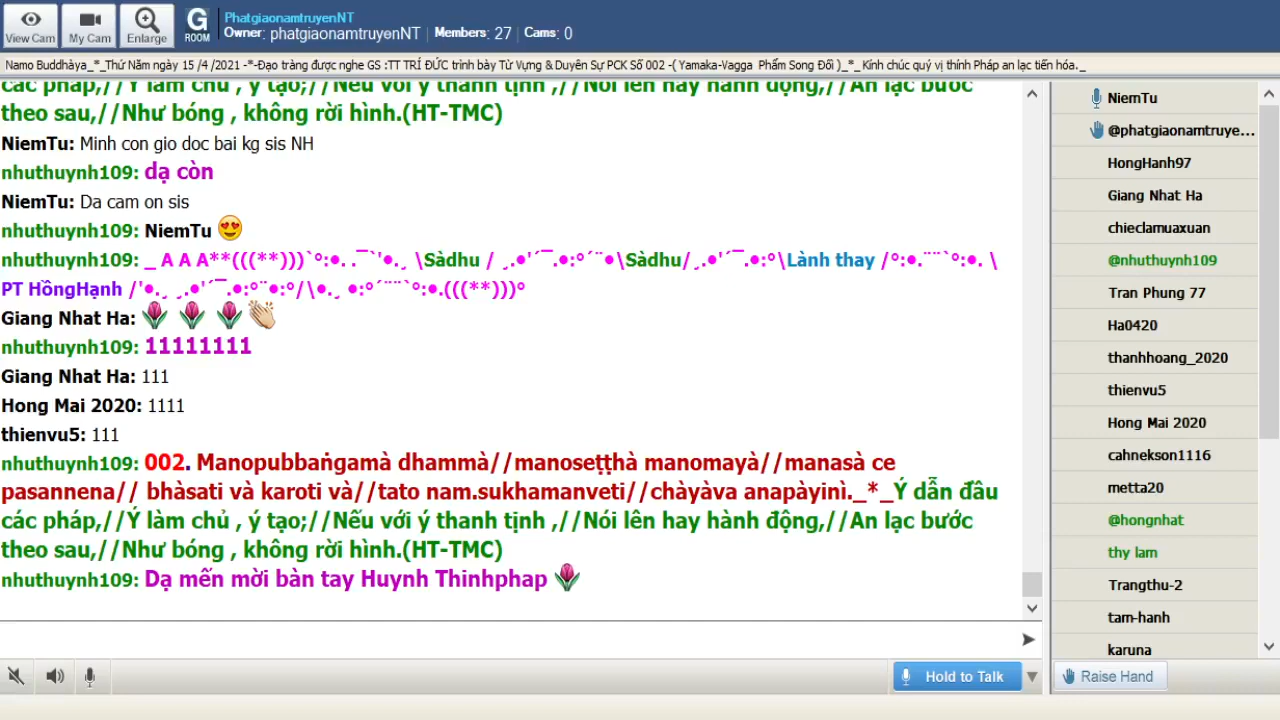 View Cam
My Cam
Enlarge
G
ROOM
PhatgiaonamtruyenNT
Owner: phatgiaonamtruyenNT | Members: 27 | Cams: 0
Namo Buddhàya_*_Thứ Năm ngày 15 /4 /2021 -*-Đạo tràng được nghe GS :TT TRÍ ĐỨC trình bày Từ Vựng & Duyên Sự PCK Số 002 -( Yamaka-Vagga Phẩm Song Đối )_*_ Kính chúc quý vị thính Pháp an lạc tiến hóa._
các pháp,//Ý làm chủ , ý tạo;//Nếu với ý thanh tịnh ,//Nói lên hay hành động,//An lạc bước
theo sau,//Như bóng , không rời hình.(HT-TMC)
NiemTu: Minh con gio doc bai kg sis NH
nhuthuynh109: dạ còn
NiemTu: Da cam on sis
nhuthuynh109: NiemTu
nhuthuynh109: _ A A A**(((**)))`°:•. .¯`'•.¸ \Sàdhu / ¸.•'´¯.•:°´¨•\Sàdhu/¸.•'´¯.•:°\Lành thay /°:•.¨¨`°:•. \
PT HồngHạnh /'•.¸ ¸.•'´¯.•:°¨•:°/\•.¸ •:°´¨¨`°:•.(((**)))°
Giang Nhat Ha:
nhuthuynh109: 11111111
Giang Nhat Ha: 111
Hong Mai 2020: 1111
thienvu5: 111
nhuthuynh109: 002. Manopubbaṅgamà dhammà//manoseṭṭhà manomayà//manasà ce
pasannena// bhàsati và karoti và//tato nam.sukhamanveti//chàyàva anapàyinì._*_Ý dẫn đầu
các pháp,//Ý làm chủ , ý tạo;//Nếu với ý thanh tịnh ,//Nói lên hay hành động,//An lạc bước
theo sau,//Như bóng , không rời hình.(HT-TMC)
nhuthuynh109: Dạ mến mời bàn tay Huynh Thinhphap
Hold to Talk
NiemTu
@phatgiaonamtruye...
HongHanh97
Giang Nhat Ha
chieclamuaxuan
@nhuthuynh109
Tran Phung 77
Ha0420
thanhhoang_2020
thienvu5
Hong Mai 2020
cahnekson1116
metta20
@hongnhat
thy lam
Trangthu-2
tam-hanh
karuna
Raise Hand